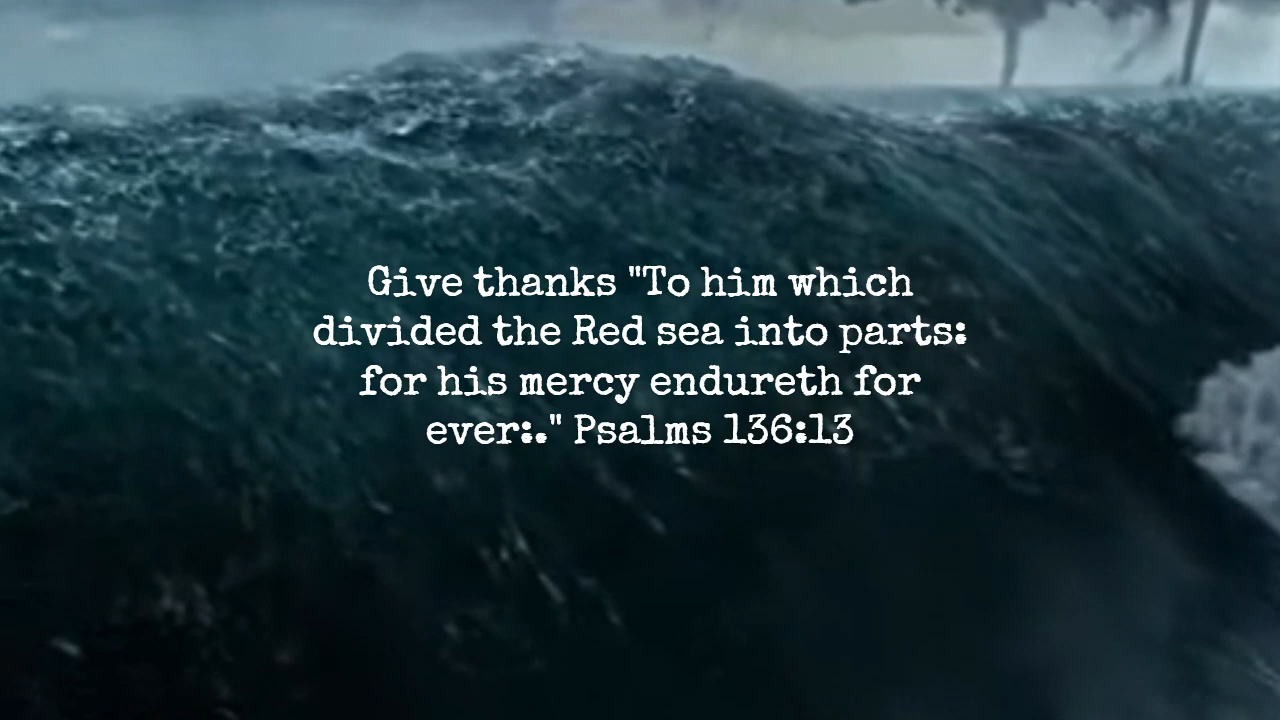 Give thanks "To him which
divided the Red sea into parts:
for his mercy endureth for
ever:." Psalms 136:13